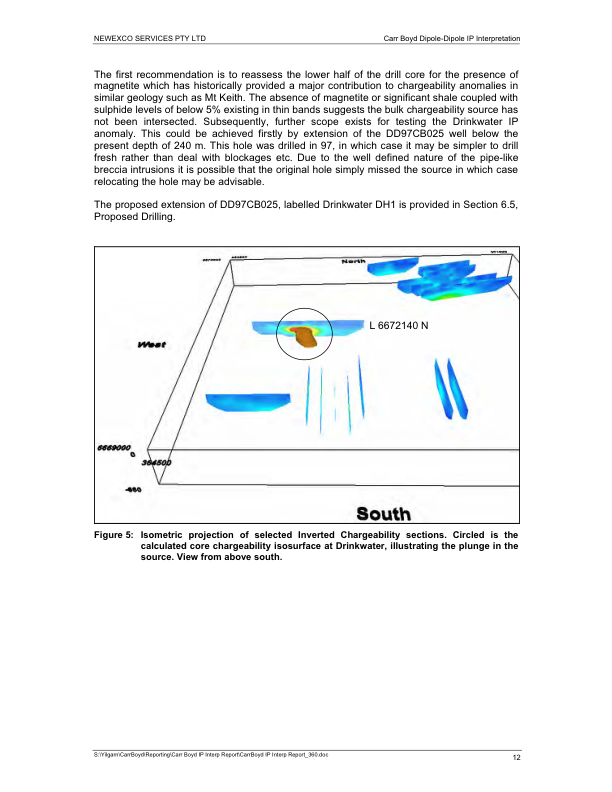 NEWEXCO SERVICES PTY LTD Carr Boyd Dipole-Dipole IP Interpretation
The first recommendation is to reassess the lower half of the drill core for the presence of
magnetite which has historically provided a major contribution to chargeability anomalies in
similar geology such as Mt Keith. The absence of magnetite or significant shale coupled with
sulphide levels of below 5% existing in thin bands suggests the bulk chargeability source has
not been intersected. Subsequently, further scope exists for testing the Drinkwater IP
anomaly. This could be achieved firstly by extension of the DD97CB025 well below the
present depth of 240 m. This hole was drilled in 97, in which case it may be simpler to drill
fresh rather than deal with blockages etc. Due to the well defined nature of the pipe-like
breccia intrusions it is possible that the original hole simply missed the source in which case
relocating the hole may be advisable.
The proposed extension of DD97CB025, labelled Drinkwater DH1 is provided in Section 6.5,
Proposed Drilling.
North
L 6672140 N
West
6669000
0
364500
South
Figure 5: Isometric projection of selected Inverted Chargeability sections. Circled is the
calculated core chargeability isosurface at Drinkwater, illustrating the plunge in the
source. View from above south.
S:\Yilgarn\CarrBoyd\Reporting\Carr Boyd IP Interp Report\CarrBoyd IP Interp Report_360.doc
12